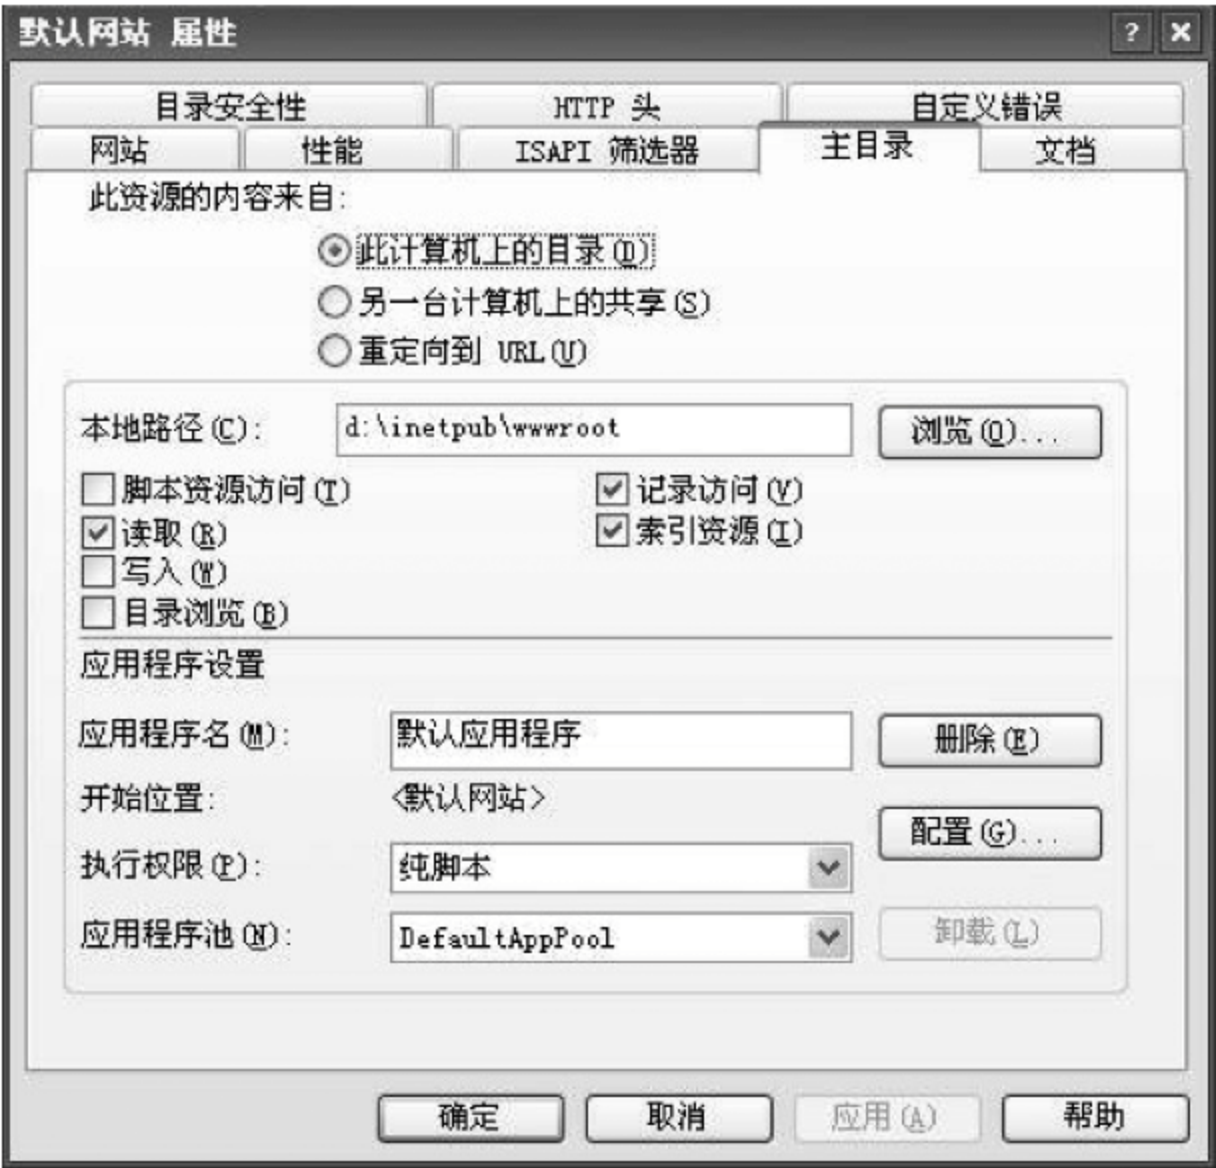 默认网站 属性
目录安全性 HTTP 头 自定义错误
网站 性能 ISAPI 筛选器 主目录 文档
此资源的内容来自:
此计算机上的目录(D)
另一台计算机上的共享(S)
重定向到 URL(U)
本地路径(C): d:\inetpub\wwwroot 浏览(O)...
脚本资源访问(T) 记录访问(V)
读取(R) 索引资源(I)
写入(W)
目录浏览(B)
应用程序设置
应用程序名(M): 默认应用程序 删除(E)
开始位置: <默认网站>
配置(G)...
执行权限(P): 纯脚本
应用程序池(N): DefaultAppPool 卸载(L)
确定 取消 应用(A) 帮助